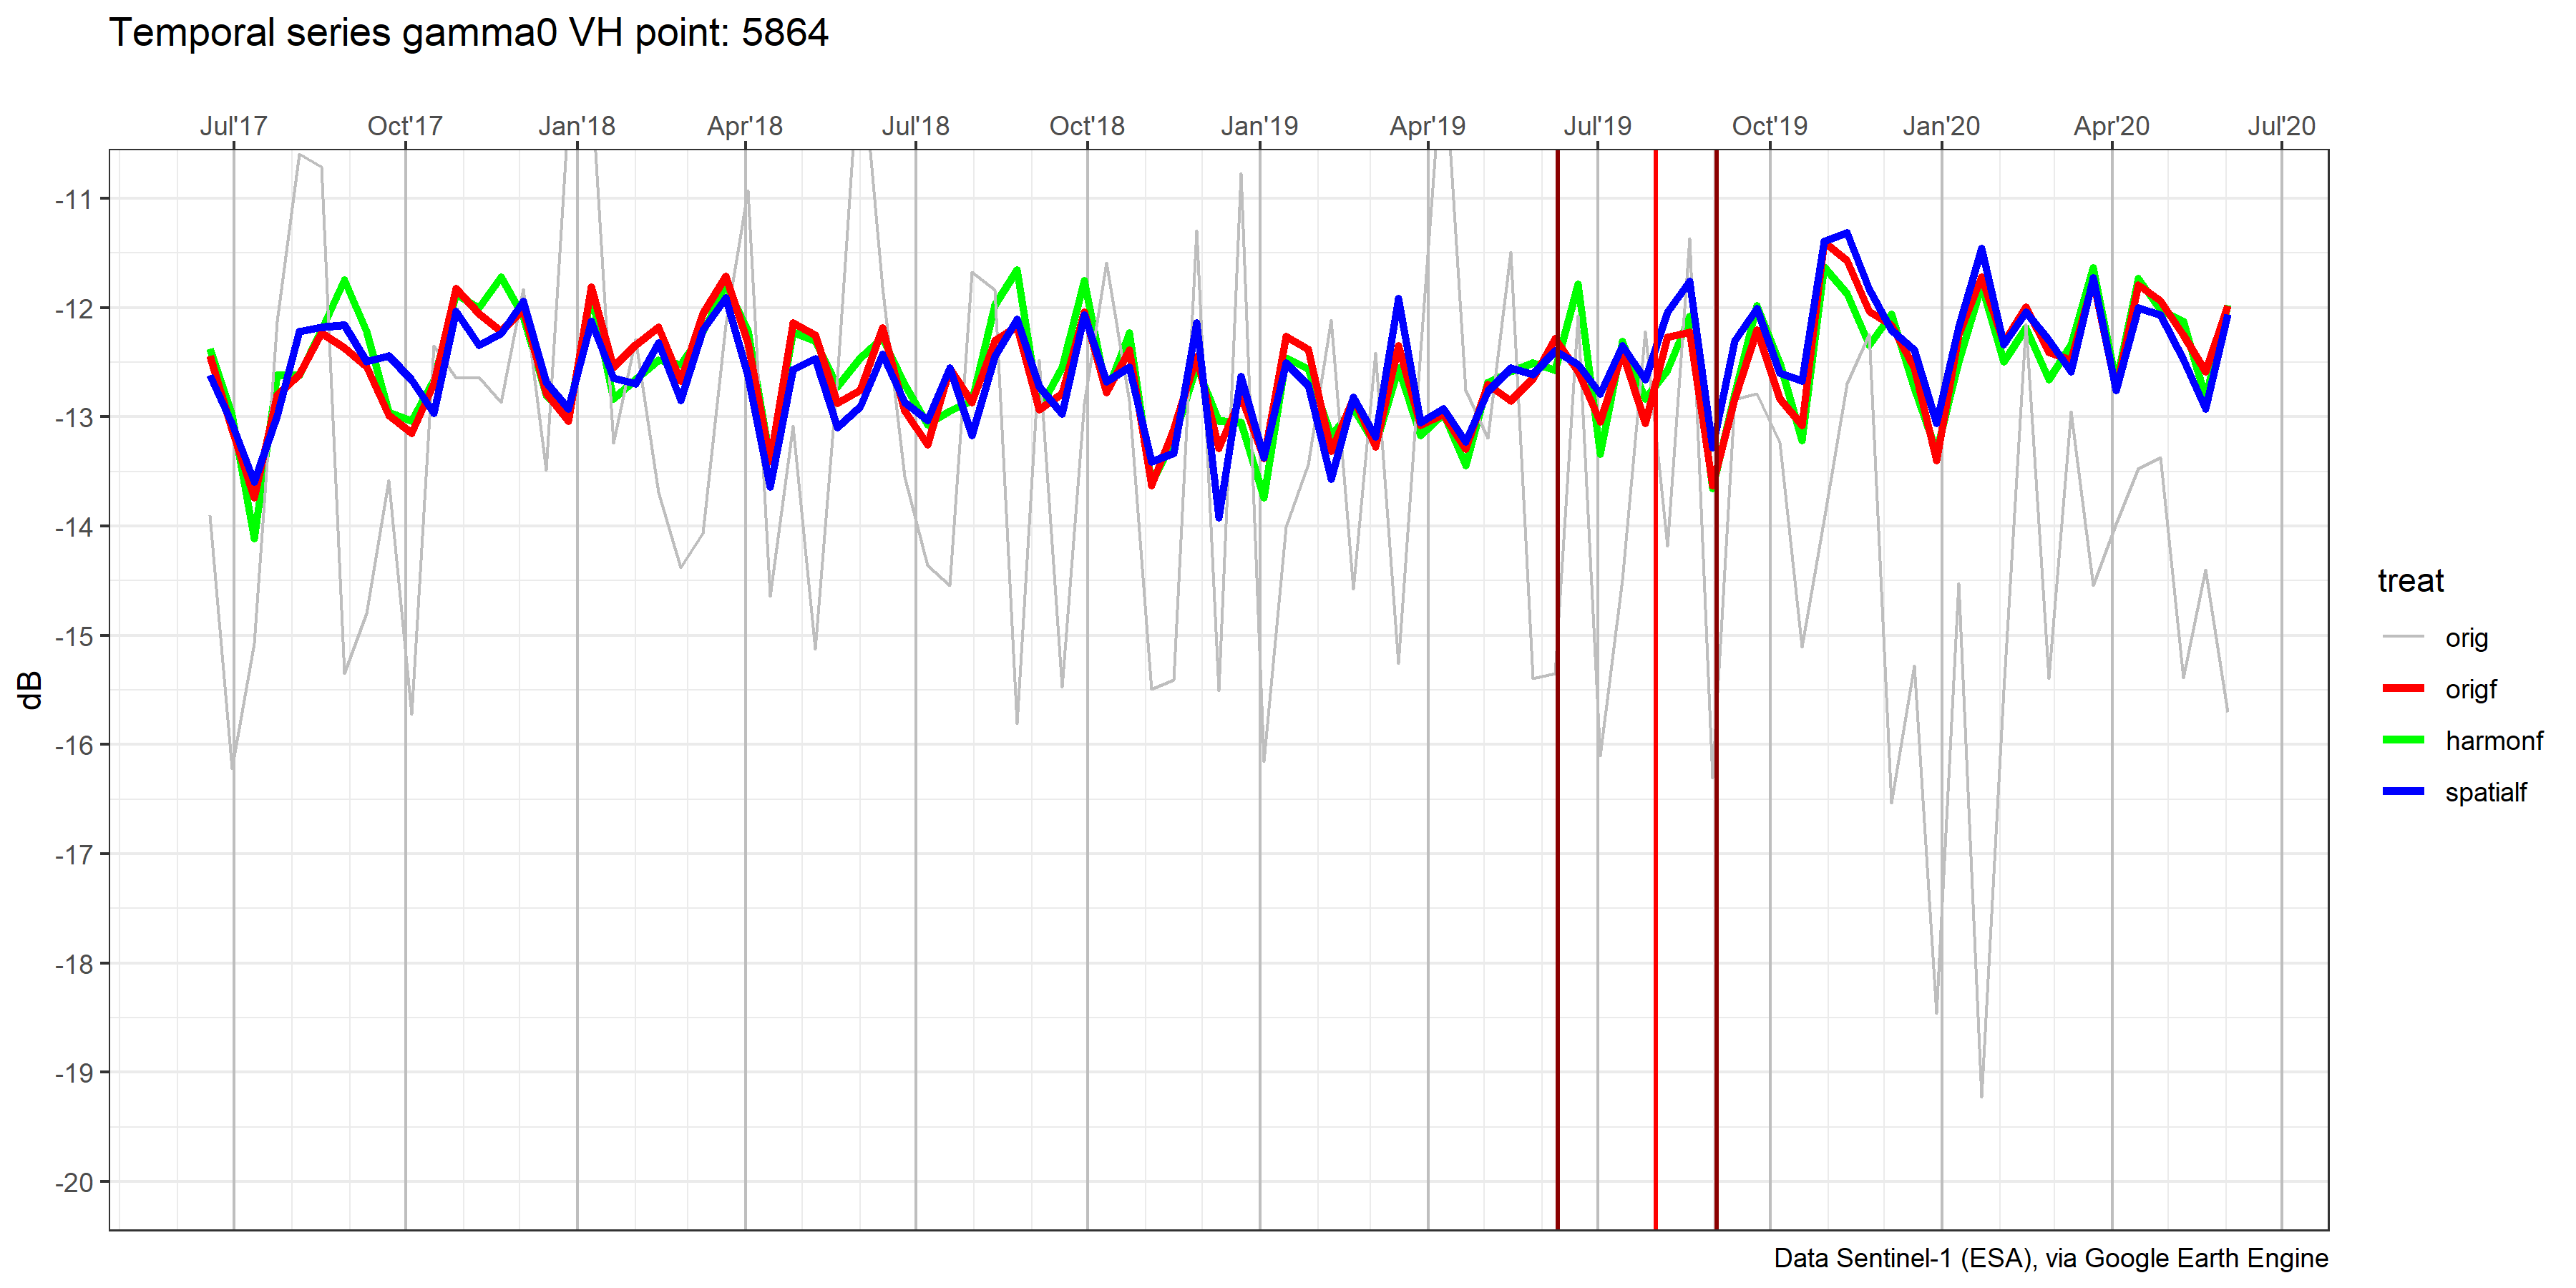 Temporal series gamma0 VH point: 5864
Jul'17 Oct'17 Jan'18 Apr'18 Jul'18 Oct'18 Jan'19 Apr'19 Jul'19 Oct'19 Jan'20 Apr'20 Jul'20
-11
-12
-13
-14
-15
-16
-17
-18
-19
-20
dB
treat
orig
origf
harmonf
spatialf
Data Sentinel-1 (ESA), via Google Earth Engine